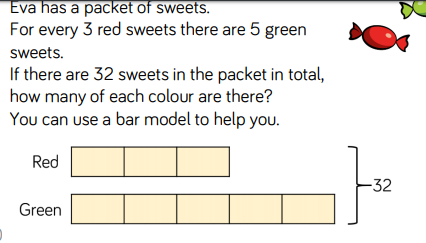 Eva has a packet of sweets.
For every 3 red sweets there are 5 green
sweets.
If there are 32 sweets in the packet in total,
how many of each colour are there?
You can use a bar model to help you.
Red
32
Green